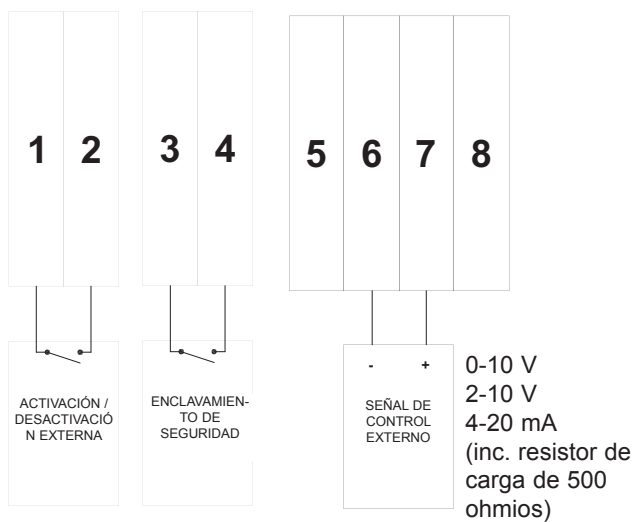 1 2 3 4 5 6 7 8
- +
ACTIVACIÓN /
DESACTIVACIÓ
N EXTERNA
ENCLAVAMIEN-
TO DE
SEGURIDAD
SEÑAL DE
CONTROL
EXTERNO
0-10 V
2-10 V
4-20 mA
(inc. resistor de
carga de 500
ohmios)